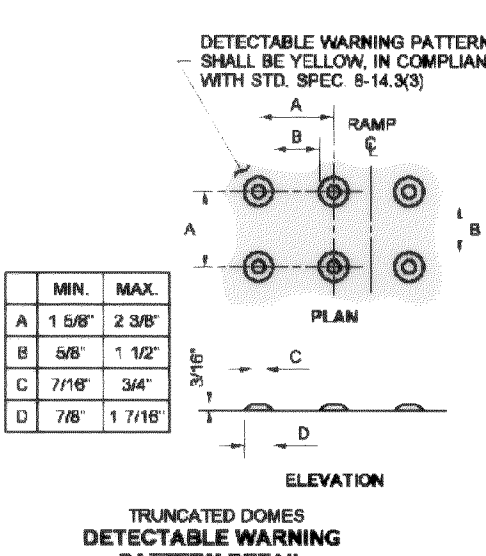 DETECTABLE WARNING PATTERN
SHALL BE YELLOW, IN COMPLIAN
WITH STD. SPEC. 8-14.3(3)
A
RAMP
B
℄
A
B
PLAN
MIN. MAX.
A 1 5/8" 2 3/8"
B 5/8" 1 1/2"
C 7/16" 3/4"
D 7/8" 1 7/16"
3/16"
C
D
ELEVATION
TRUNCATED DOMES
DETECTABLE WARNING
PATTERN DETAIL